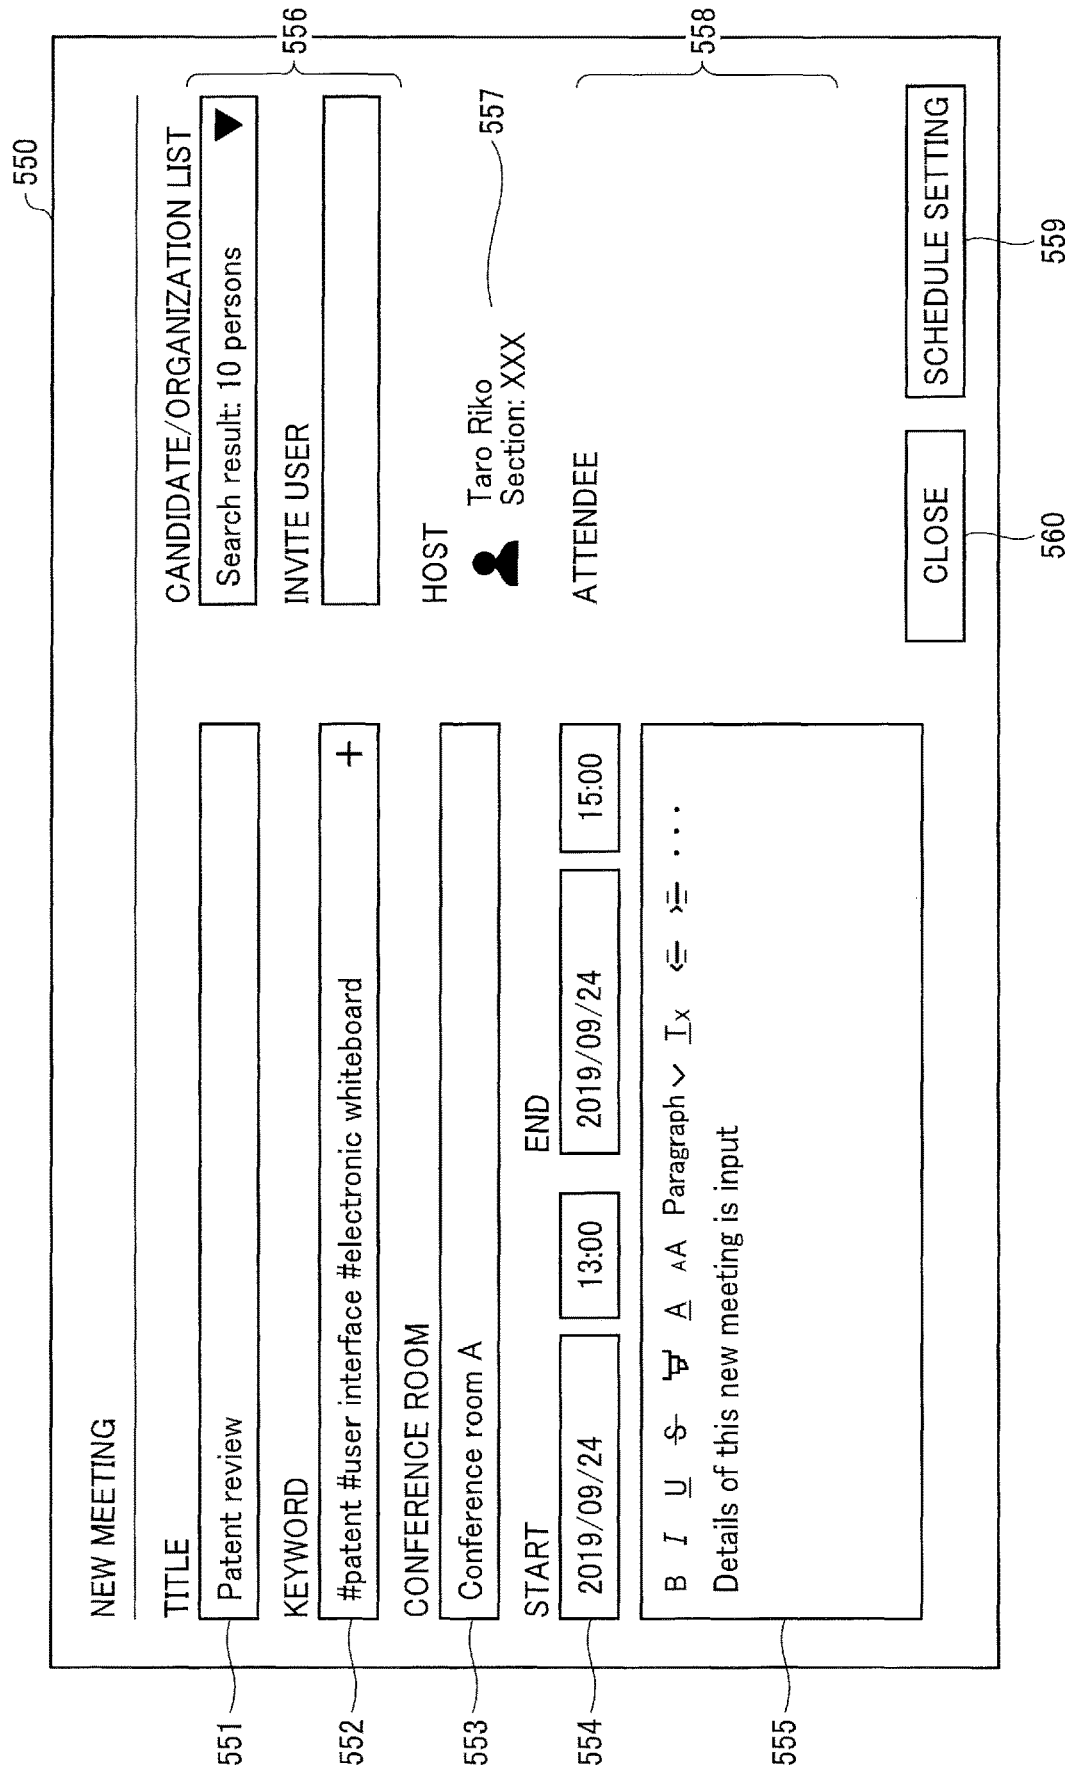 550
NEW MEETING
TITLE
Patent review
551
KEYWORD
#patent #user interface #electronic whiteboard +
552
CONFERENCE ROOM
Conference room A
553
START
2019/09/24 13:00
END
2019/09/24 15:00
554
B I U S A AA Paragraph Tx ...
Details of this new meeting is input
555
CANDIDATE/ORGANIZATION LIST
Search result: 10 persons
INVITE USER
556
HOST
Taro Riko
Section: XXX
557
ATTENDEE
558
CLOSE
560
SCHEDULE SETTING
559